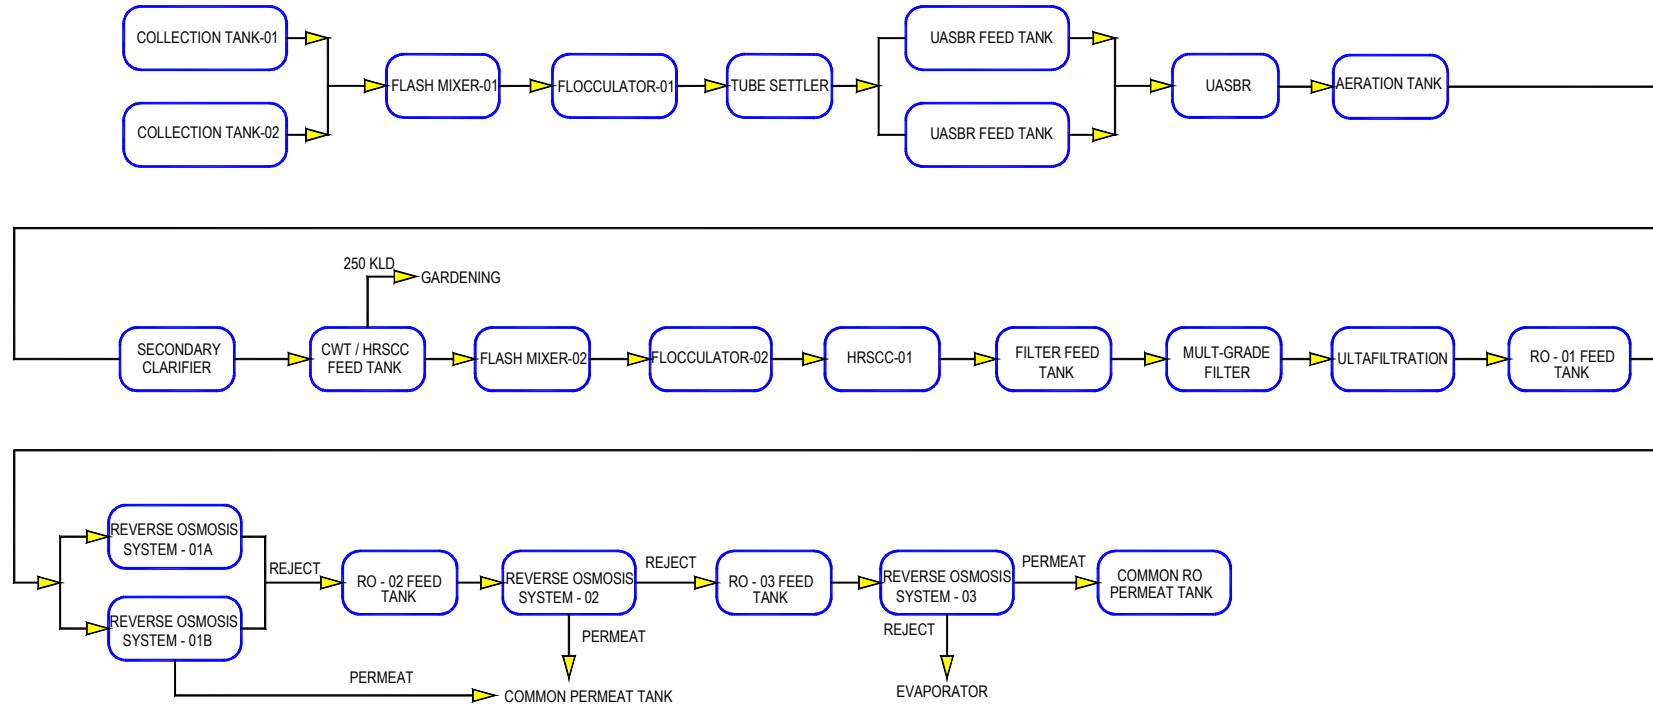 COLLECTION TANK-01
COLLECTION TANK-02
FLASH MIXER-01
FLOCCULATOR-01
TUBE SETTLER
UASBR FEED TANK
UASBR FEED TANK
UASBR
AERATION TANK
250 KLD
GARDENING
SECONDARY
CLARIFIER
CWT / HRSCC
FEED TANK
FLASH MIXER-02
FLOCCULATOR-02
HRSCC-01
FILTER FEED
TANK
MULT-GRADE
FILTER
ULTAFILTRATION
RO - 01 FEED
TANK
REVERSE OSMOSIS
SYSTEM - 01A
REVERSE OSMOSIS
SYSTEM - 01B
REJECT
PERMEAT
RO - 02 FEED
TANK
REVERSE OSMOSIS
SYSTEM - 02
PERMEAT
COMMON PERMEAT TANK
REJECT
RO - 03 FEED
TANK
REVERSE OSMOSIS
SYSTEM - 03
REJECT
EVAPORATOR
PERMEAT
COMMON RO
PERMEAT TANK